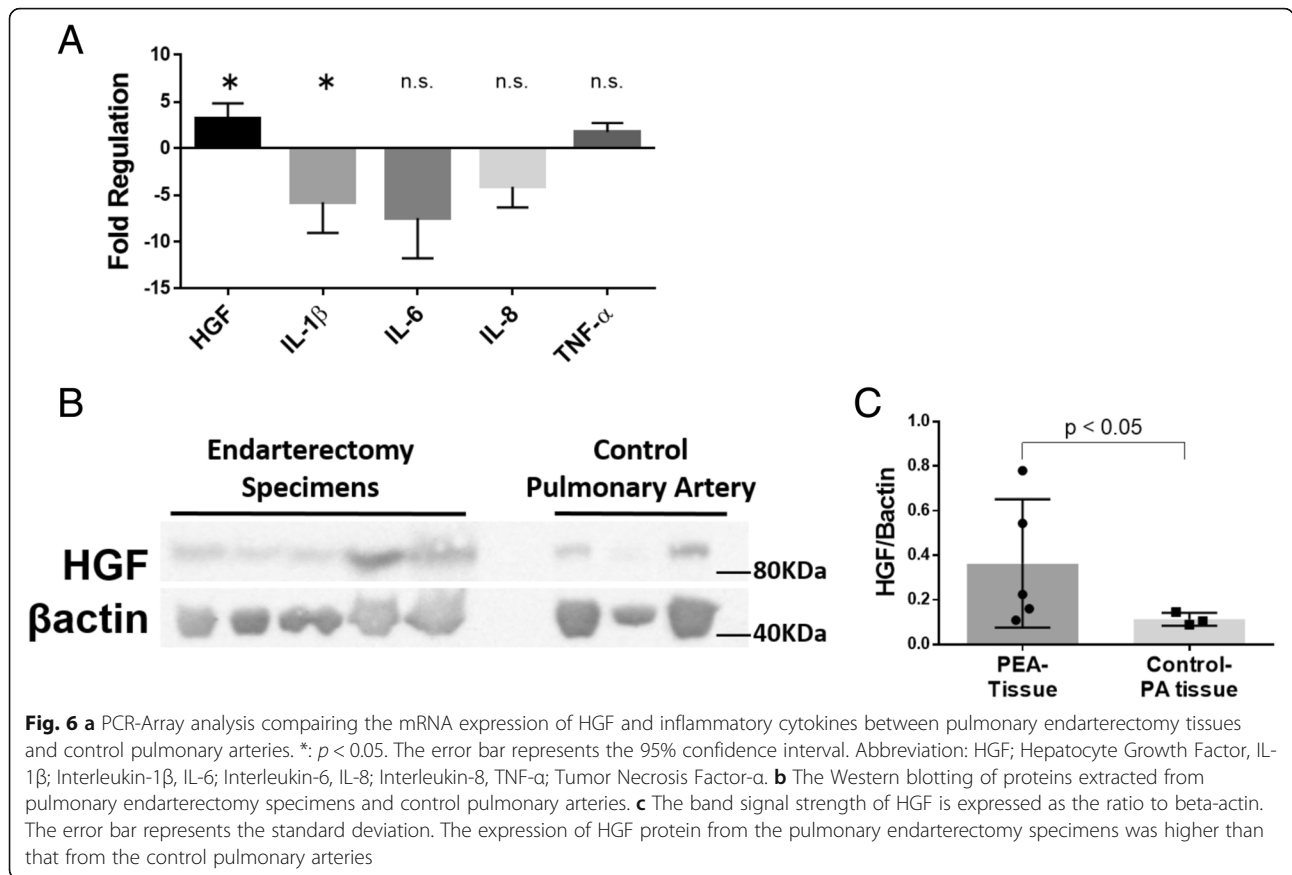 A
10
5
0
-5
-10
-15
Fold Regulation
* * n.s. n.s. n.s.
HGF IL-1β IL-6 IL-8 TNF-α
B
Endarterectomy Specimens
Control Pulmonary Artery
HGF
80KDa
βactin
40KDa
C
1.0
0.8
0.6
0.4
0.2
0.0
HGF/Bactin
p < 0.05
PEA-Tissue
Control-PA tissue
Fig. 6 a PCR-Array analysis compairing the mRNA expression of HGF and inflammatory cytokines between pulmonary endarterectomy tissues
and control pulmonary arteries. *: p < 0.05. The error bar represents the 95% confidence interval. Abbreviation: HGF; Hepatocyte Growth Factor, IL-
1β; Interleukin-1β, IL-6; Interleukin-6, IL-8; Interleukin-8, TNF-α; Tumor Necrosis Factor-α. b The Western blotting of proteins extracted from
pulmonary endarterectomy specimens and control pulmonary arteries. c The band signal strength of HGF is expressed as the ratio to beta-actin.
The error bar represents the standard deviation. The expression of HGF protein from the pulmonary endarterectomy specimens was higher than
that from the control pulmonary arteries